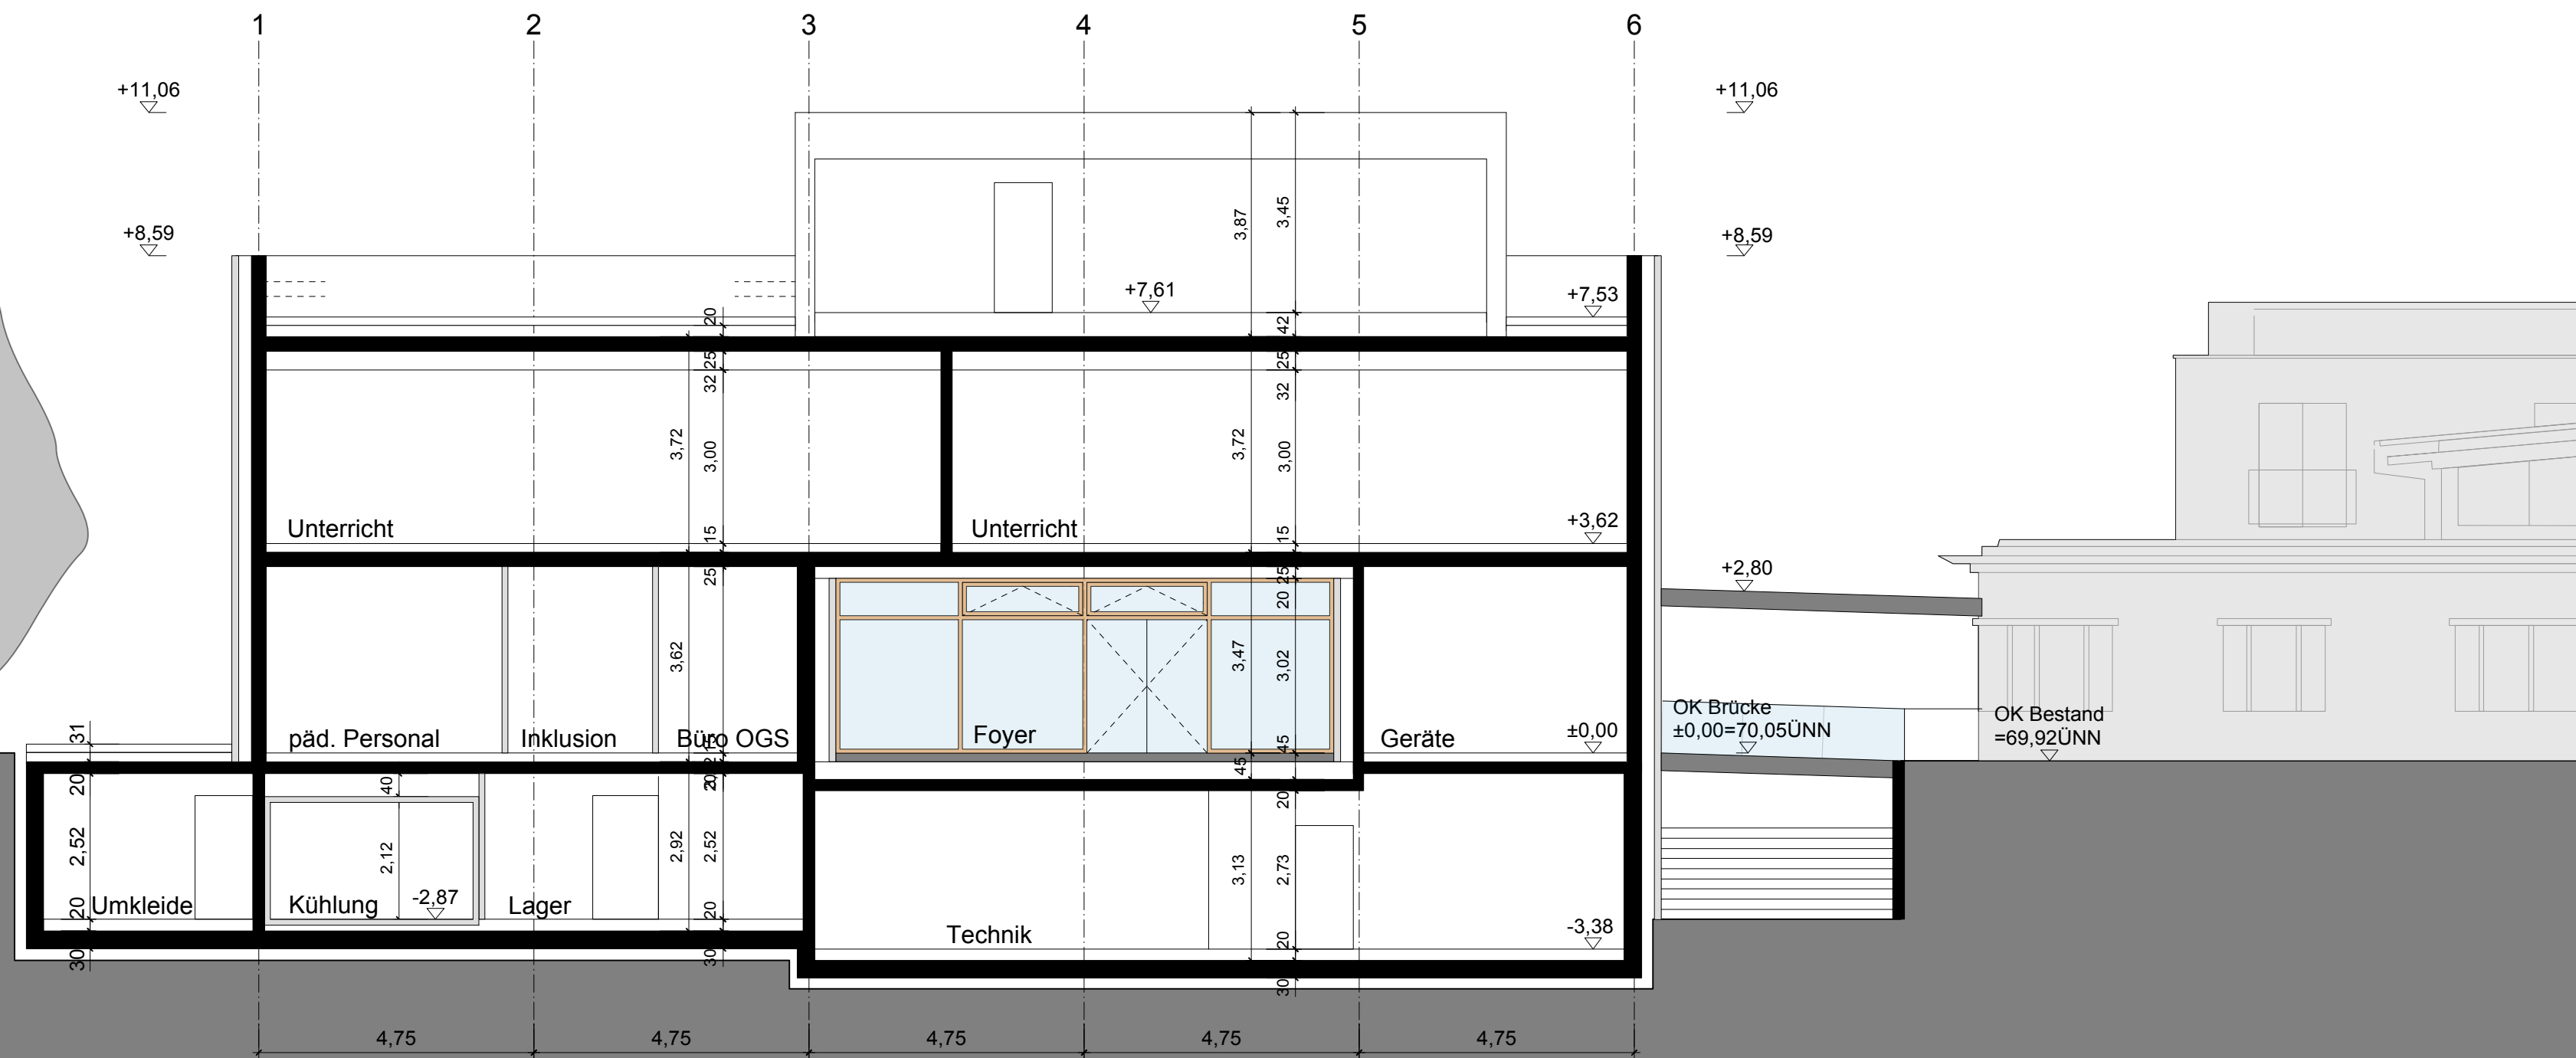 1 2 3 4 5 6
+11,06 +11,06
+8,59 +8,59
3,87 3,45
+7,61 +7,53
20 42
25 25
32 32
3,72 3,00 3,72 3,00
Unterricht Unterricht +3,62
15 15
25 25
+2,80
20
3,62 3,47 3,02
OK Brücke
±0,00=70,05ÜNN
OK Bestand
=69,92ÜNN
31 päd. Personal Inklusion Büro OGS Foyer 45 Geräte ±0,00
45
20 40 20
2,52 2,12 2,92 2,52 3,13 2,73
20 Umkleide Kühlung -2,87 Lager 20
Technik 20 -3,38
30 30 30
4,75 4,75 4,75 4,75 4,75